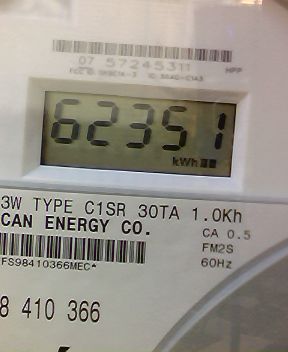 07 57245311
HPP
62351
kWh
3W TYPE C1SR 30TA 1.0Kh
CAN ENERGY CO.
CA 0.5
FM2S
60Hz
FS98410366MEC*
8 410 366